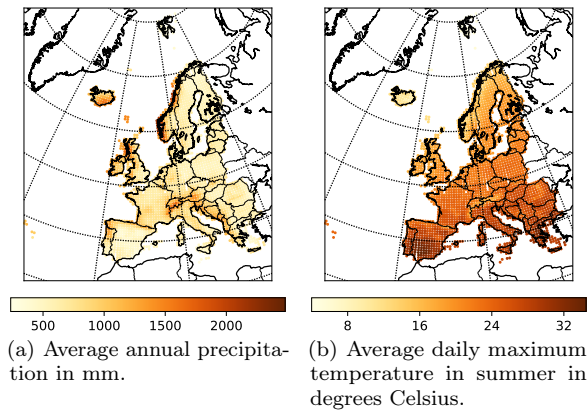 500 1000 1500 2000
8 16 24 32
(a) Average annual precipita-
tion in mm.
(b) Average daily maximum
temperature in summer in
degrees Celsius.